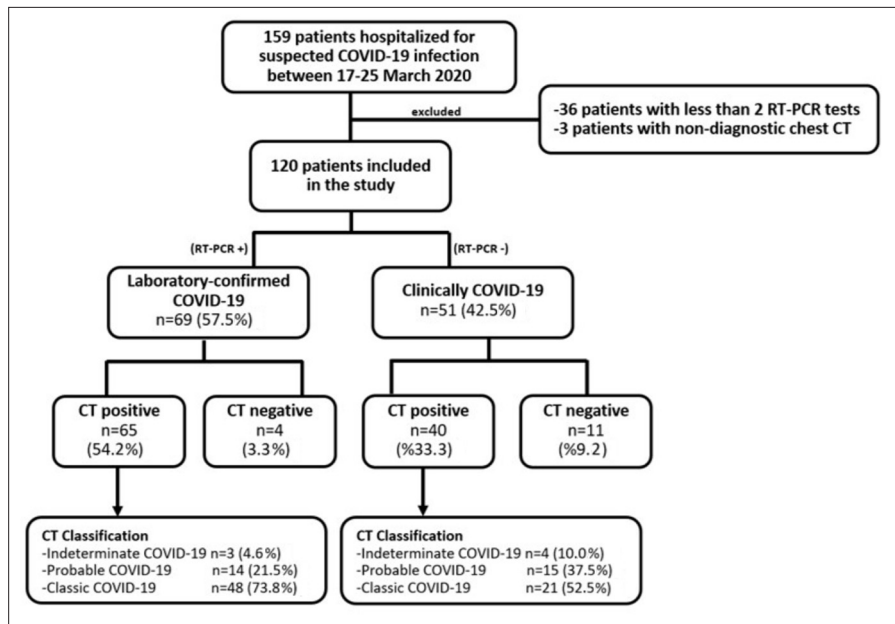 159 patients hospitalized for
suspected COVID-19 infection
between 17-25 March 2020
excluded
-36 patients with less than 2 RT-PCR tests
-3 patients with non-diagnostic chest CT
120 patients included
in the study
(RT-PCR +)
(RT-PCR -)
Laboratory-confirmed
COVID-19
n=69 (57.5%)
Clinically COVID-19
n=51 (42.5%)
CT positive
n=65
(54.2%)
CT negative
n=4
(3.3%)
CT positive
n=40
(%33.3)
CT negative
n=11
(%9.2)
CT Classification
-Indeterminate COVID-19 n=3 (4.6%)
-Probable COVID-19 n=14 (21.5%)
-Classic COVID-19 n=48 (73.8%)
CT Classification
-Indeterminate COVID-19 n=4 (10.0%)
-Probable COVID-19 n=15 (37.5%)
-Classic COVID-19 n=21 (52.5%)